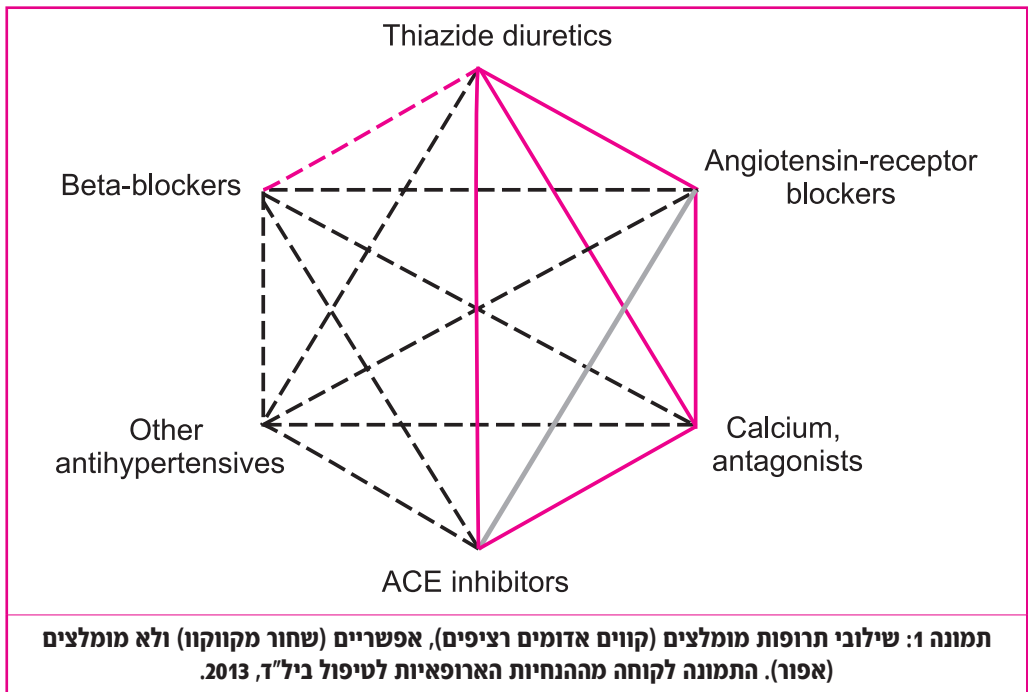 Thiazide diuretics
Beta-blockers
Angiotensin-receptor
blockers
Other
antihypertensives
Calcium,
antagonists
ACE inhibitors
תמונה 1: שילובי תרופות מומלצים (קווים אדומים רציפים), אפשריים (שחור מקווקוו) ולא מומלצים
(אפור). התמונה לקוחה מההנחיות הארופאיות לטיפול ביל"ד, 2013.